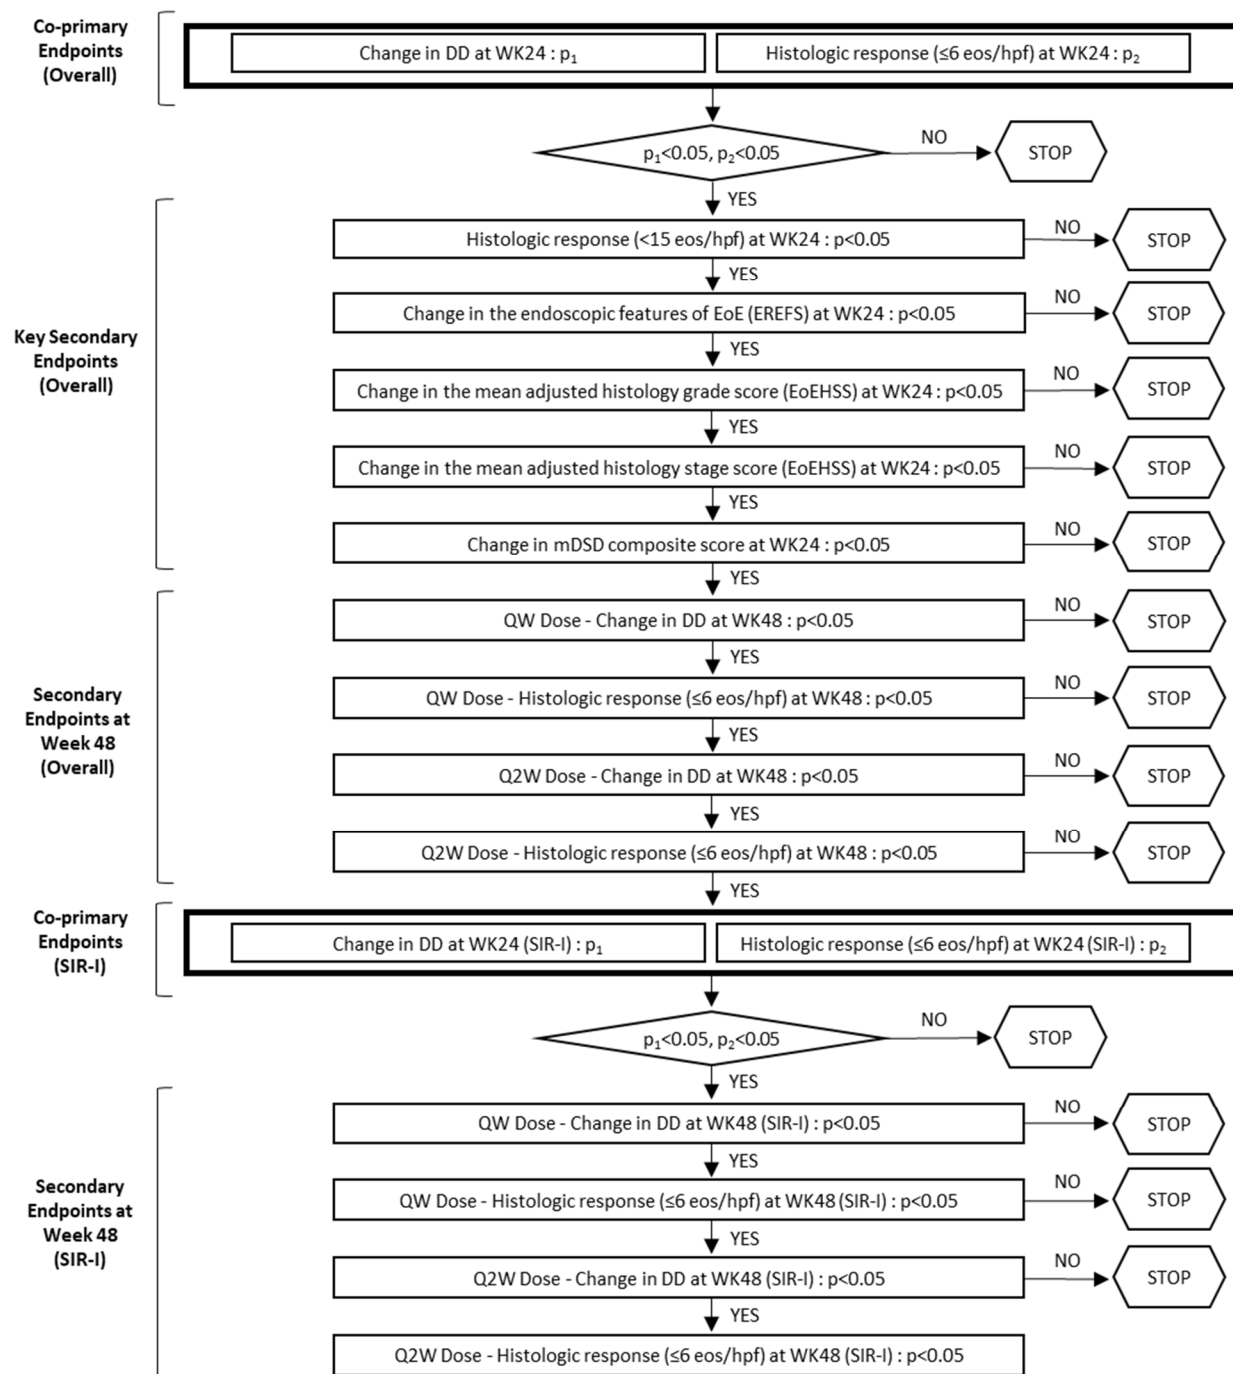 Co-primary
Endpoints
(Overall)
Change in DD at WK24 : p₁
Histologic response (≤6 eos/hpf) at WK24 : p₂
p₁<0.05, p₂<0.05
NO
STOP
YES
Key Secondary
Endpoints
(Overall)
Histologic response (<15 eos/hpf) at WK24 : p<0.05
NO
STOP
YES
Change in the endoscopic features of EoE (EREFS) at WK24 : p<0.05
NO
STOP
YES
Change in the mean adjusted histology grade score (EoEHSS) at WK24 : p<0.05
NO
STOP
YES
Change in the mean adjusted histology stage score (EoEHSS) at WK24 : p<0.05
NO
STOP
YES
Change in mDSD composite score at WK24 : p<0.05
NO
STOP
YES
Secondary
Endpoints at
Week 48
(Overall)
QW Dose - Change in DD at WK48 : p<0.05
NO
STOP
YES
QW Dose - Histologic response (≤6 eos/hpf) at WK48 : p<0.05
NO
STOP
YES
Q2W Dose - Change in DD at WK48 : p<0.05
NO
STOP
YES
Q2W Dose - Histologic response (≤6 eos/hpf) at WK48 : p<0.05
NO
STOP
YES
Co-primary
Endpoints
(SIR-I)
Change in DD at WK24 (SIR-I) : p₁
Histologic response (≤6 eos/hpf) at WK24 (SIR-I) : p₂
p₁<0.05, p₂<0.05
NO
STOP
YES
Secondary
Endpoints at
Week 48
(SIR-I)
QW Dose - Change in DD at WK48 (SIR-I) : p<0.05
NO
STOP
YES
QW Dose - Histologic response (≤6 eos/hpf) at WK48 (SIR-I) : p<0.05
NO
STOP
YES
Q2W Dose - Change in DD at WK48 (SIR-I) : p<0.05
NO
STOP
YES
Q2W Dose - Histologic response (≤6 eos/hpf) at WK48 (SIR-I) : p<0.05